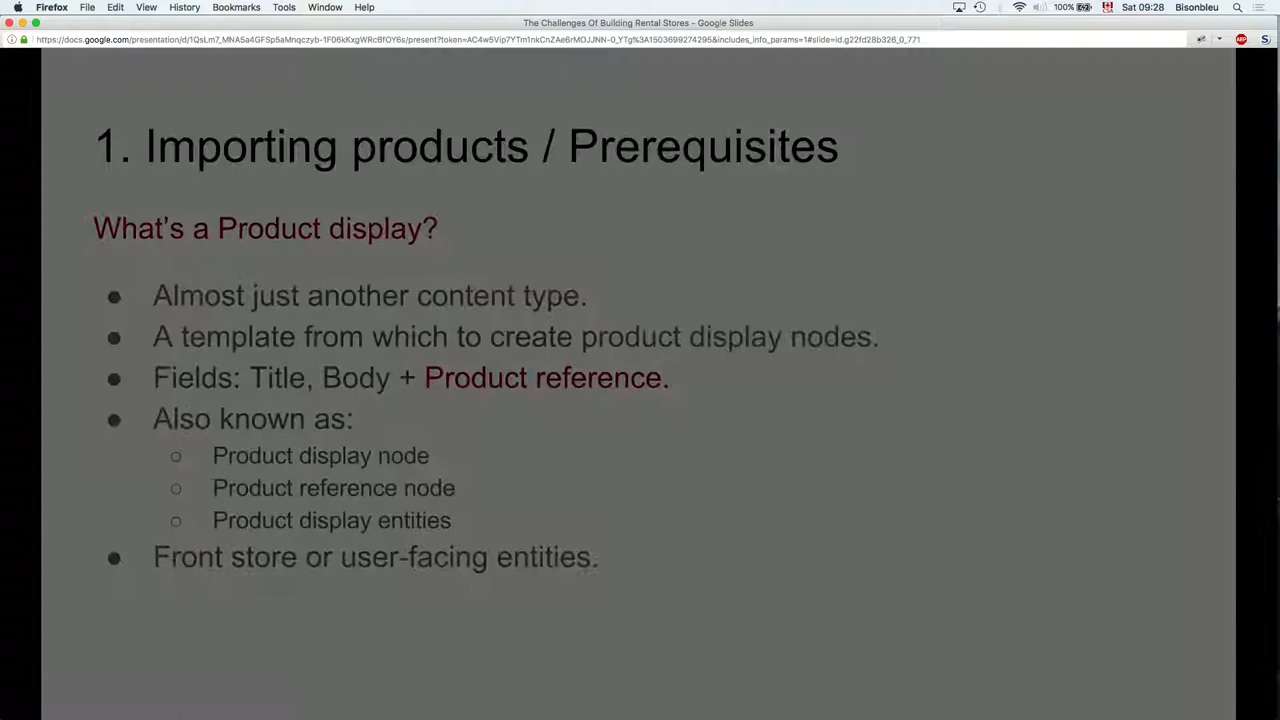 Firefox File Edit View History Bookmarks Tools Window Help 100% Sat 09:28 Bisonbleu
The Challenges Of Building Rental Stores - Google Slides
https://docs.google.com/presentation/d/1QsLm7_MNA5a4GFSp5aMnqczyb-1F06kKxgWRcBfOY6s/present?token=AC4w5Vip7YTm1nkCnZAe6rMOJJNN-0_YTg%3A1503699274295&includes_info_params=1#slide=id.g22fd28b326_0_771
ABP
S
1. Importing products / Prerequisites
What's a Product display?
● Almost just another content type.
● A template from which to create product display nodes.
● Fields: Title, Body + Product reference.
● Also known as:
○ Product display node
○ Product reference node
○ Product display entities
● Front store or user-facing entities.